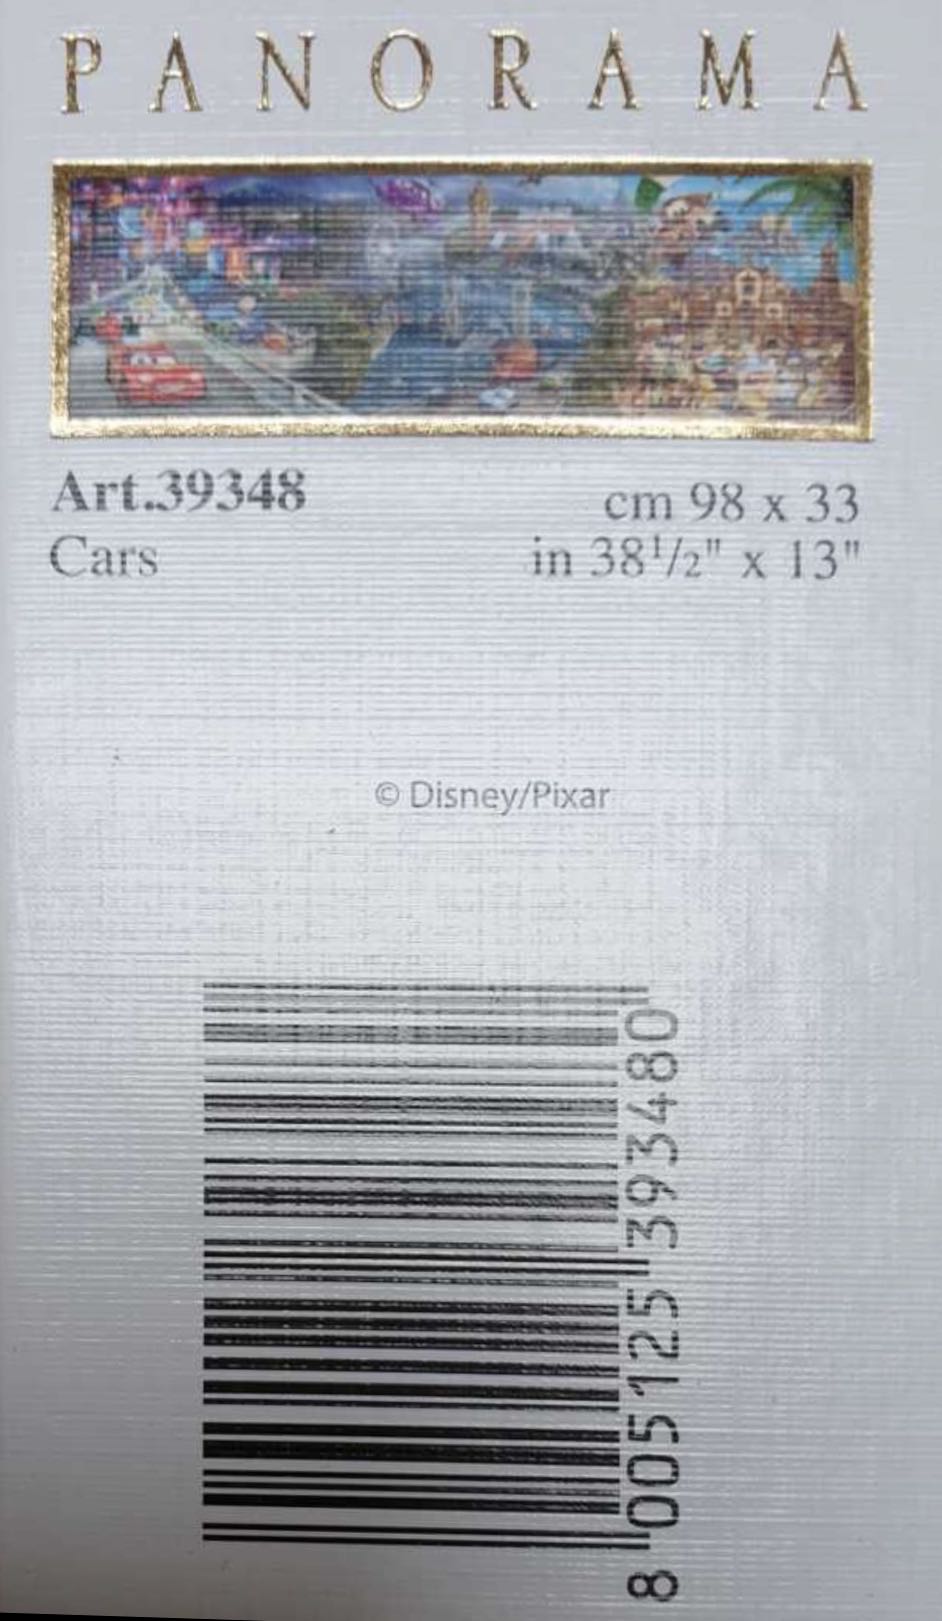 PANORAMA
Art.39348 cm 98 x 33
Cars in 38¹/₂" x 13"
© Disney/Pixar
8 005125 393480